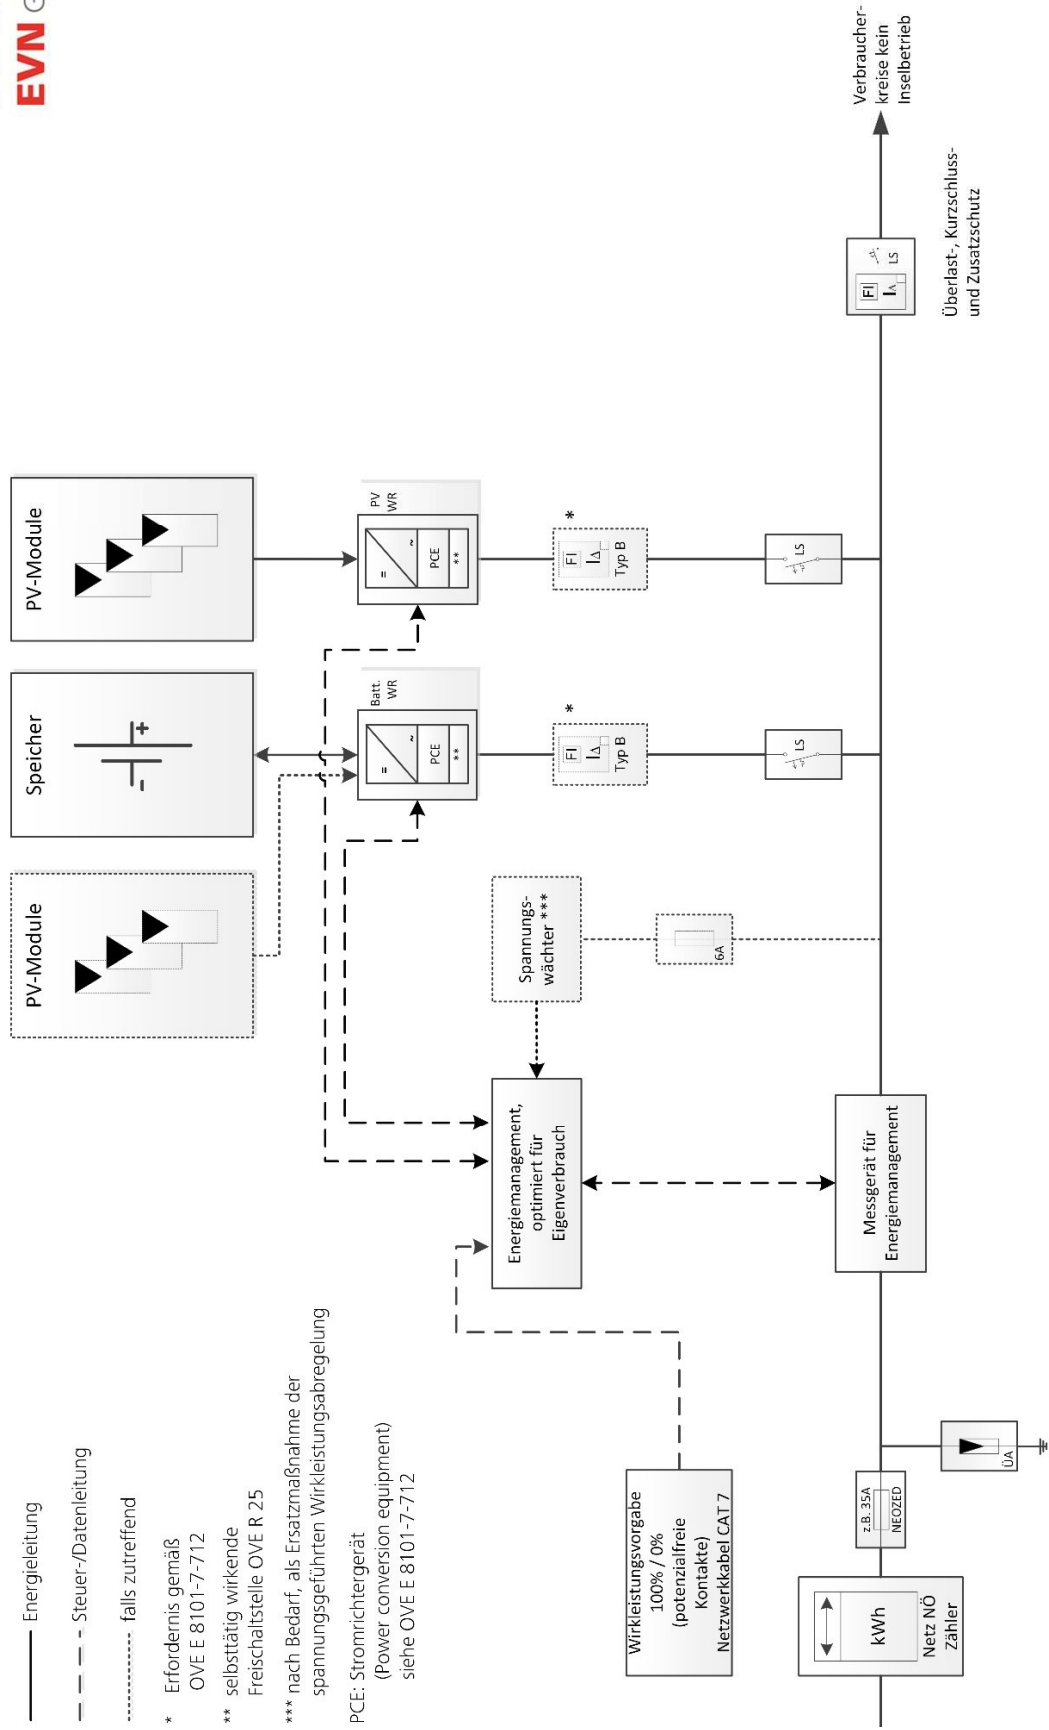 EVN
Energieleitung
Steuer-/Datenleitung
falls zutreffend
* Erfordernis gemäß
OVE E 8101-7-712
** selbsttätig wirkende
Freischaltstelle OVE R 25
*** nach Bedarf, als Ersatzmaßnahme der
spannungsgeführten Wirkleistungsabregelung
PCE: Stromrichtergerät
(Power conversion equipment)
siehe OVE E 8101-7-712
PV-Module
Speicher
PV-Module
- +
Batt.
WR
= ~
PCE
**
PV
WR
= ~
PCE
**
Energiemanagement,
optimiert für
Eigenverbrauch
Spannungs-
wächter ***
FI
I∆
Typ B
*
FI
I∆
Typ B
*
Wirkleistungsvorgabe
100% / 0%
(potenzialfreie
Kontakte)
Netzwerkkabel CAT 7
6A
LS
LS
kWh
Netz NÖ
Zähler
z.B. 35A
NEOZED
ÜA
Messgerät für
Energiemanagement
FI
I∆
LS
Überlast-, Kurzschluss-
und Zusatzschutz
Verbraucher-
kreise kein
Inselbetrieb